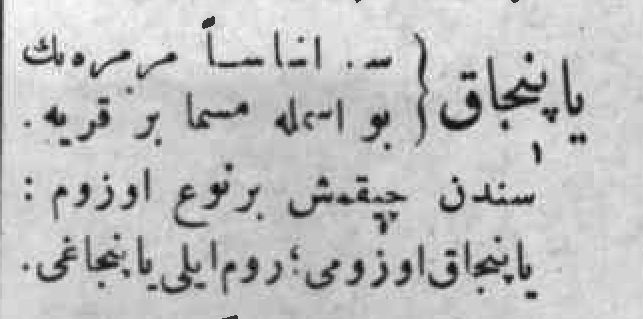 یاپنجاق { سـ. اساساً مرمره‌نك
بو اسمله مسما بر قریه‌ .
۱
سندن چیقمش برنوع اوزوم :
یاپنجاق اوزومی؛ روم ایلی یاپنجاغی.